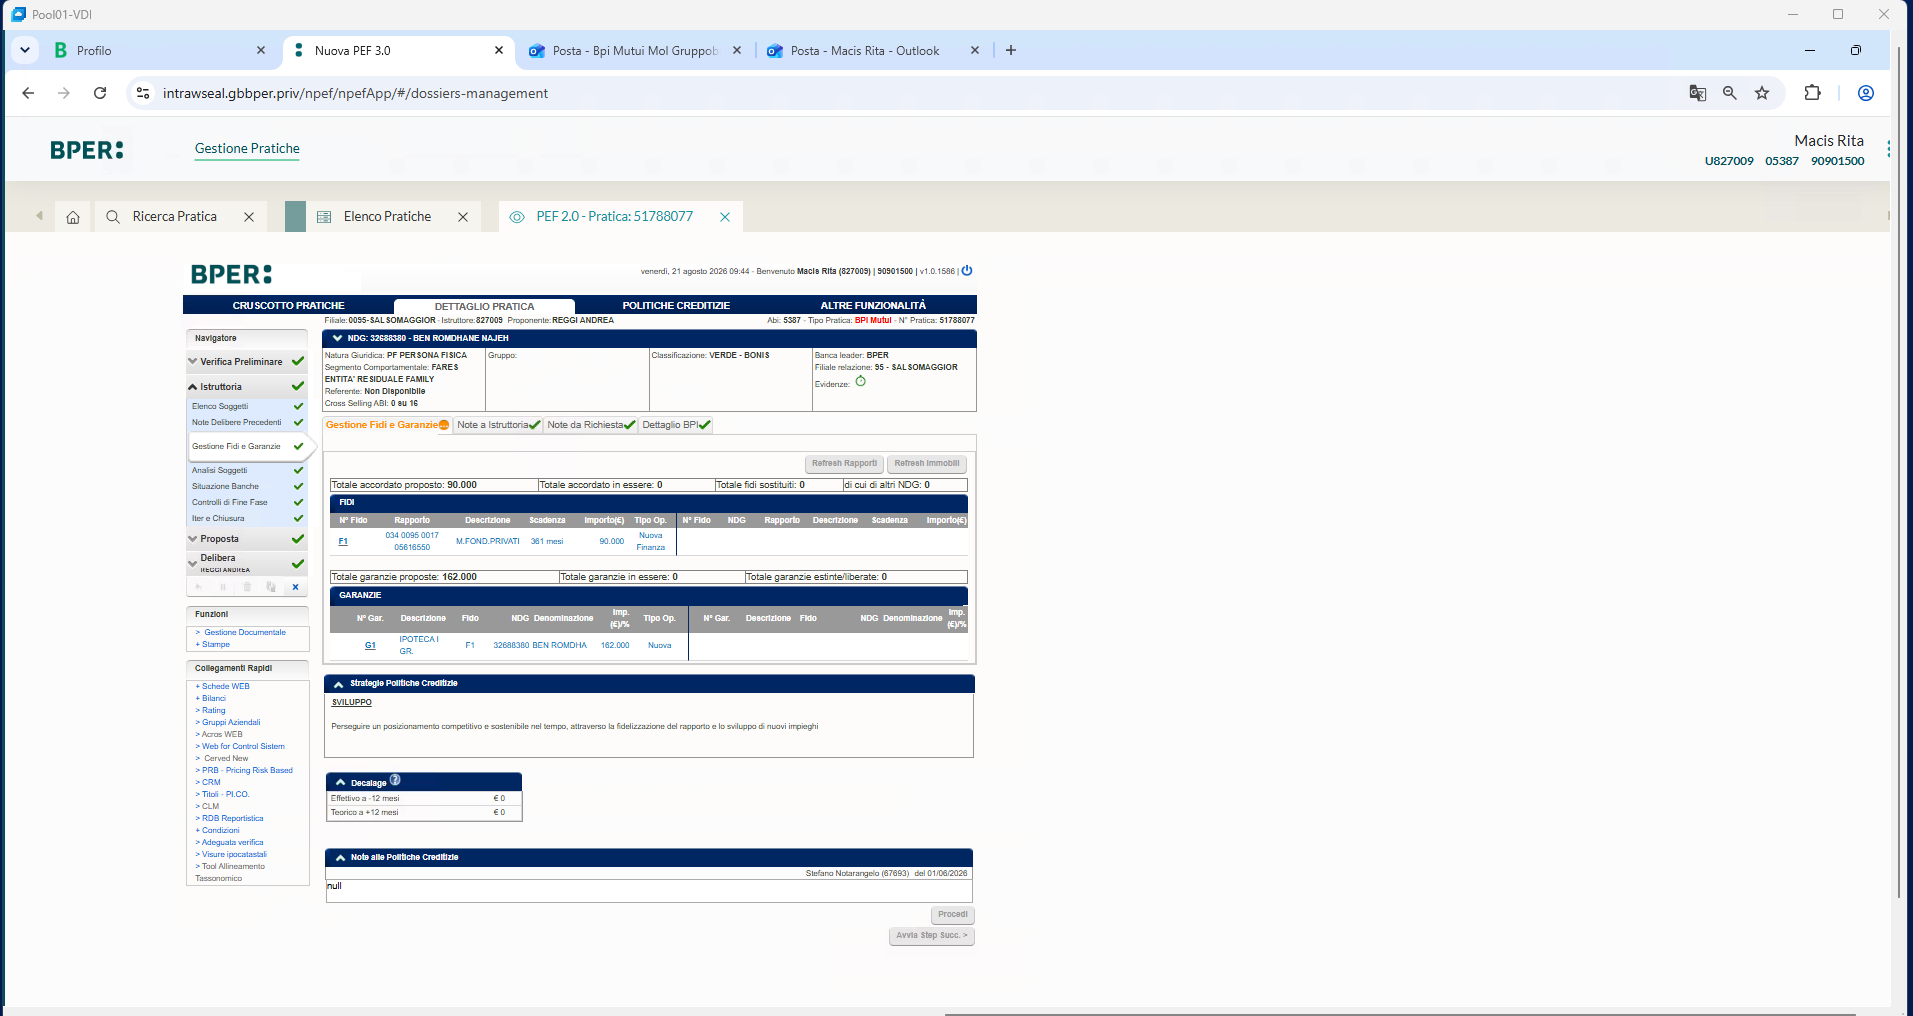 Pool01-VDI
Profilo
Nuova PEF 3.0
Posta - Bpi Mutui Mol Gruppob
Posta - Macis Rita - Outlook
intrawseal.gbbper.priv/npef/npefApp/#/dossiers-management
BPER:
Gestione Pratiche
Macis Rita
U827009 05387 90901500
Ricerca Pratica
Elenco Pratiche
PEF 2.0 - Pratica: 51788077
BPER:
venerdì, 21 agosto 2026 09:44 - Benvenuto Macis Rita (827009) | 90901500 | v1.0.1586 |
CRUSCOTTO PRATICHE
DETTAGLIO PRATICA
POLITICHE CREDITIZIE
ALTRE FUNZIONALITÀ
Filiale: 0095-SALSOMAGGIOR - Istruttore: 827009 Proponente: REGGI ANDREA
Abi: 5387 - Tipo Pratica: BPI Mutui - N° Pratica: 51788077
Navigatore
Verifica Preliminare
Istruttoria
Elenco Soggetti
Note Delibere Precedenti
Gestione Fidi e Garanzie
Analisi Soggetti
Situazione Banche
Controlli di Fine Fase
Iter e Chiusura
Proposta
Delibera
REGGI ANDREA
Funzioni
> Gestione Documentale
+ Stampe
Collegamenti Rapidi
+ Schede WEB
+ Bilanci
> Rating
> Gruppi Aziendali
> Acros WEB
> Web for Control Sistem
> Cerved New
> PRB - Pricing Risk Based
> CRM
> Titoli - PI.CO.
> CLM
> RDB Reportistica
+ Condizioni
> Adeguata verifica
> Visure ipocatastali
> Tool Allineamento
Tassonomico
NDG: 32688380 - BEN ROMDHANE NAJEH
Natura Giuridica: PF PERSONA FISICA
Segmento Comportamentale: FARES
ENTITA' RESIDUALE FAMILY
Referente: Non Disponibile
Cross Selling ABI: 0 su 16
Gruppo:
Classificazione: VERDE - BONIS
Banca leader: BPER
Filiale relazione: 95 - SALSOMAGGIOR
Evidenze:
Gestione Fidi e Garanzie
Note a Istruttoria
Note da Richiesta
Dettaglio BPI
Refresh Rapporti
Refresh Immobili
Totale accordato proposto: 90.000
Totale accordato in essere: 0
Totale fidi sostituiti: 0
di cui di altri NDG: 0
FIDI
N° Fido Rapporto Descrizione Scadenza Importo(€) Tipo Op. N° Fido NDG Rapporto Descrizione Scadenza Importo(€)
F1 034 0095 0017 05616550 M.FOND.PRIVATI 361 mesi 90.000 Nuova Finanza
Totale garanzie proposte: 162.000
Totale garanzie in essere: 0
Totale garanzie estinte/liberate: 0
GARANZIE
N° Gar. Descrizione Fido NDG Denominazione Imp. (€)/% Tipo Op. N° Gar. Descrizione Fido NDG Denominazione Imp. (€)/%
G1 IPOTECA I GR. F1 32688380 BEN ROMDHA 162.000 Nuova
Strategie Politiche Creditizie
SVILUPPO
Perseguire un posizionamento competitivo e sostenibile nel tempo, attraverso la fidelizzazione del rapporto e lo sviluppo di nuovi impieghi
Decalage
Effettivo a -12 mesi € 0
Teorico a +12 mesi € 0
Note alle Politiche Creditizie
Stefano Notarangelo (67693) del 01/06/2026
null
Procedi
Avvia Step Succ. >